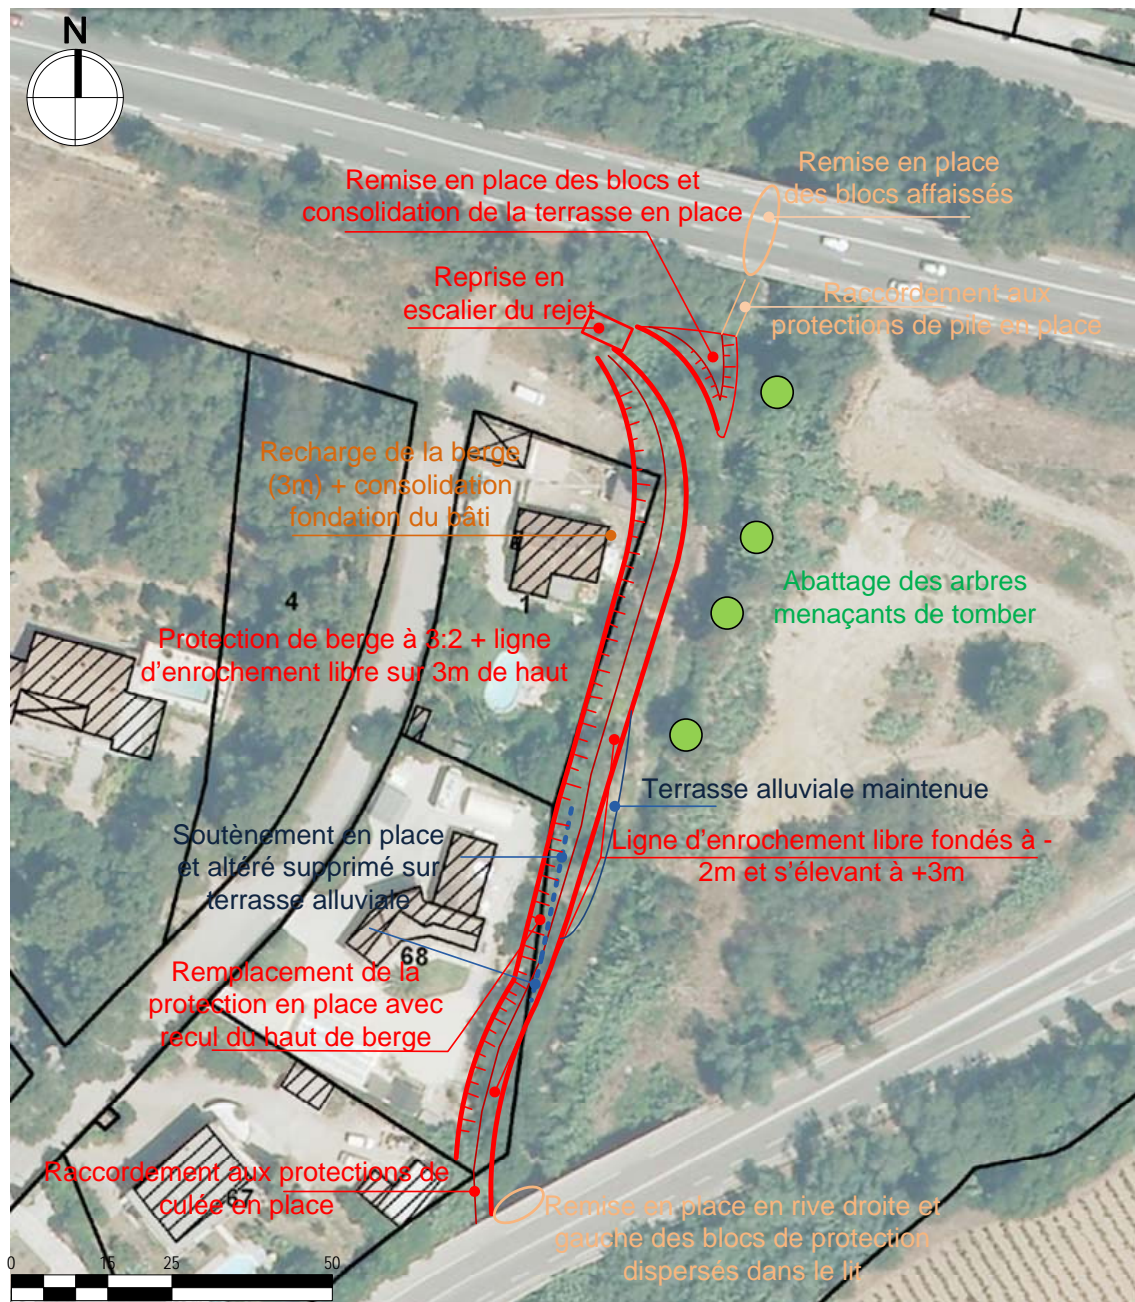 N
Remise en place
des blocs affaissés
Remise en place des blocs et
consolidation de la terrasse en place
Reprise en
escalier du rejet
Raccordement aux
protections de pile en place
Recharge de la berge
(3m) + consolidation
fondation du bâti
Abattage des arbres
menaçants de tomber
4
1
Protection de berge à 3:2 + ligne
d'enrochement libre sur 3m de haut
Terrasse alluviale maintenue
Soutènement en place
et altéré supprimé sur
terrasse alluviale
Ligne d'enrochement libre fondés à -
2m et s'élevant à +3m
68
Remplacement de la
protection en place avec
recul du haut de berge
Raccordement aux protections de
culée en place
67
Remise en place en rive droite et
gauche des blocs de protection
dispersés dans le lit
0 15 25 50